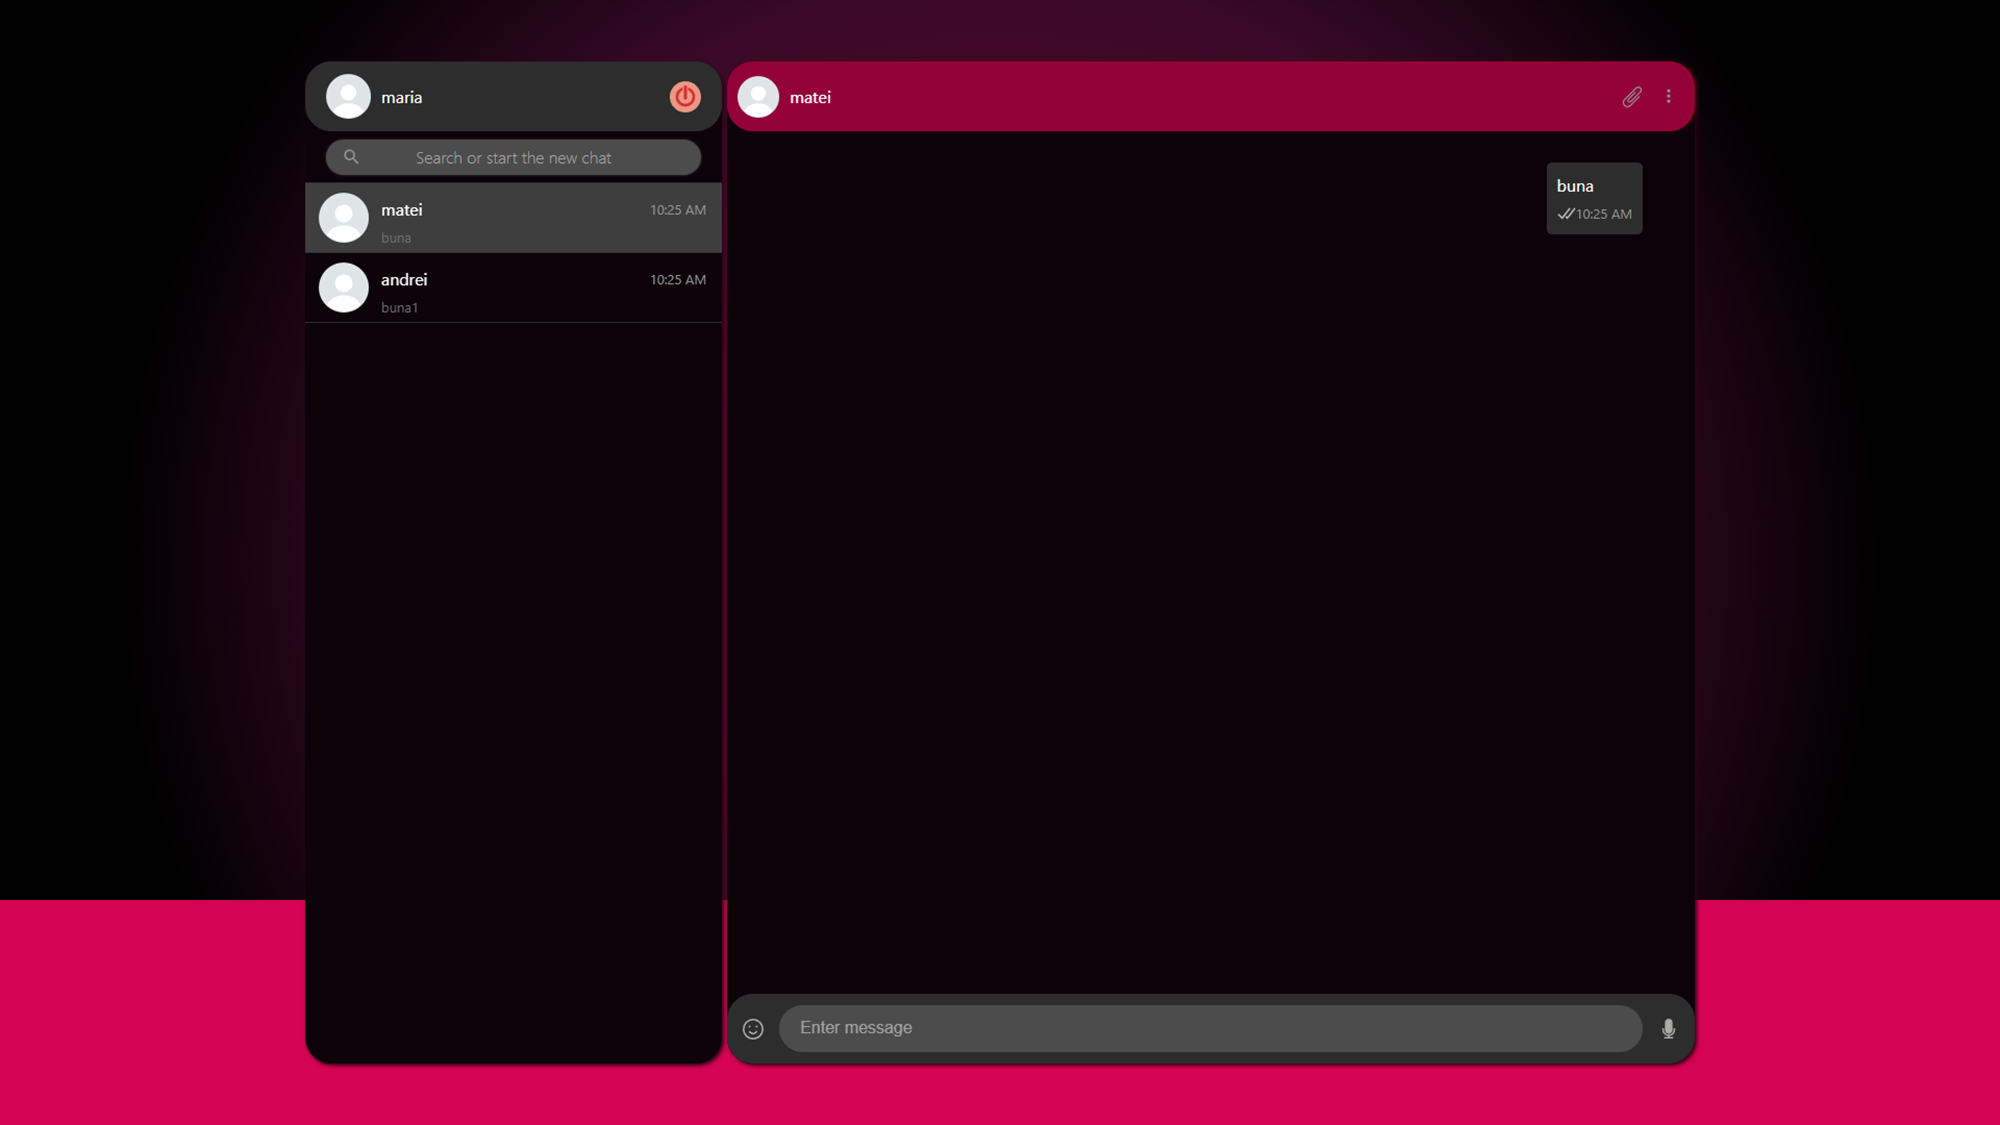 maria
Search or start the new chat
matei
10:25 AM
buna
andrei
10:25 AM
buna1
matei
buna
10:25 AM
Enter message